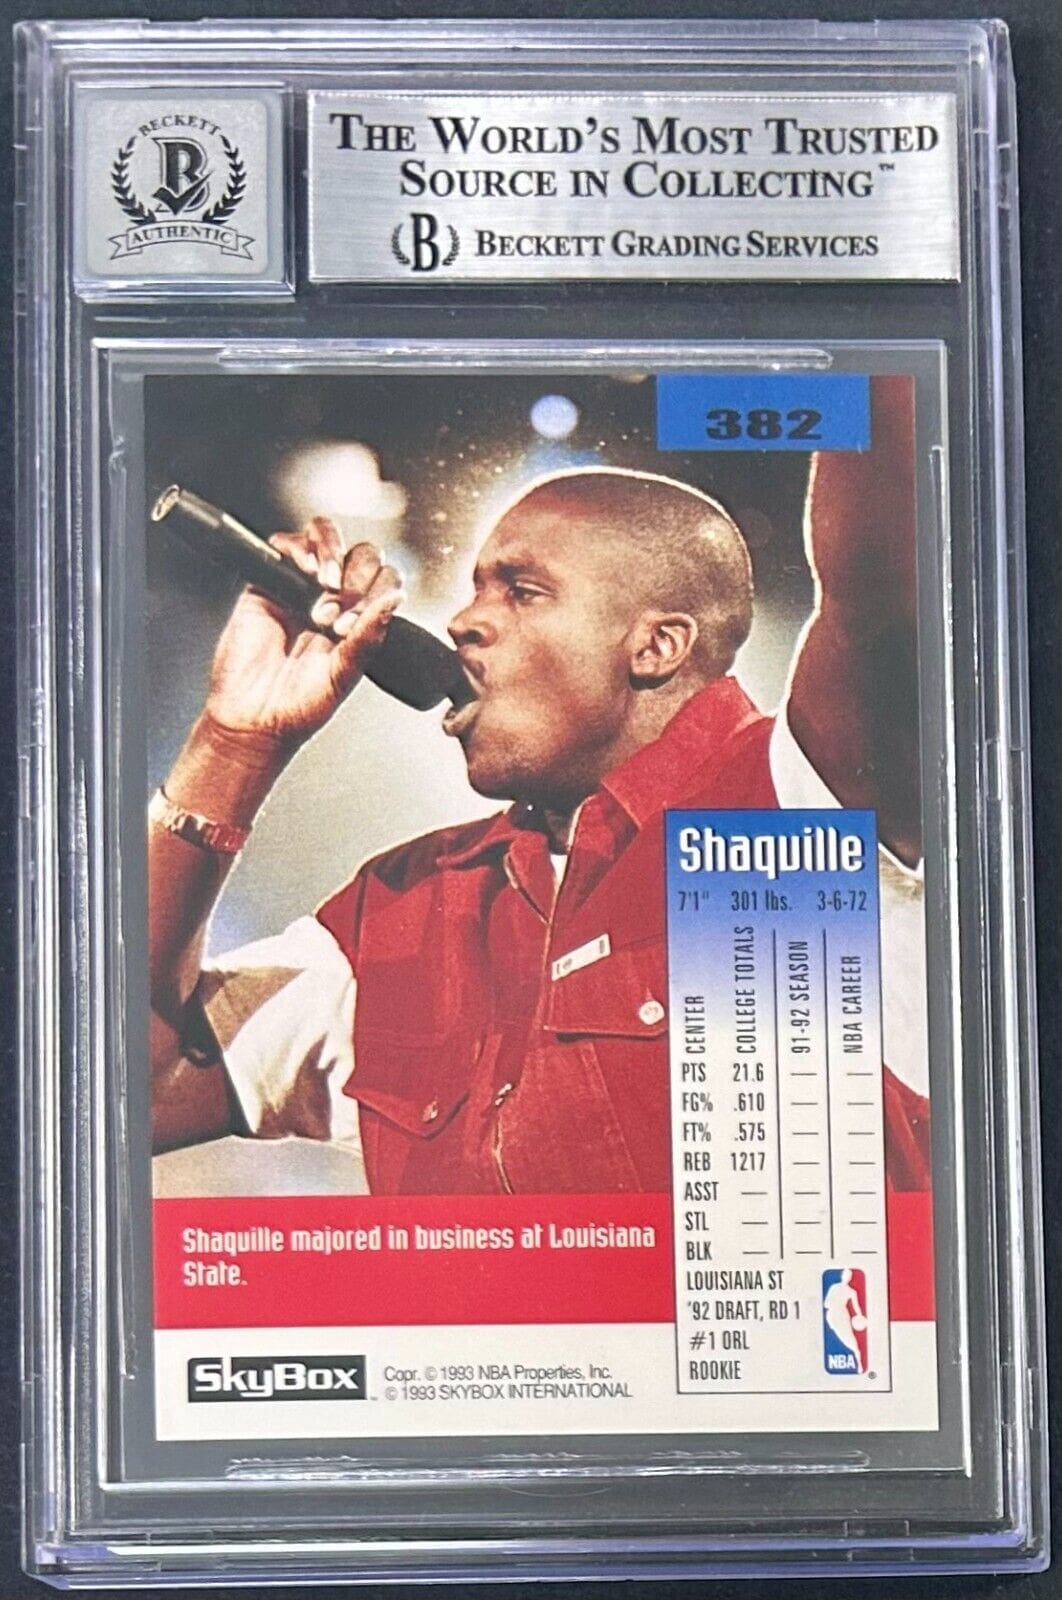 BECKETT
B
AUTHENTIC
THE WORLD'S MOST TRUSTED
SOURCE IN COLLECTING™
B BECKETT GRADING SERVICES
382
Shaquille
7'1" 301 lbs. 3-6-72
CENTER COLLEGE TOTALS 91-92 SEASON NBA CAREER
PTS 21.6 — —
FG% .610 — —
FT% .575 — —
REB 1217 — —
ASST — — —
STL — — —
BLK — — —
LOUISIANA ST
'92 DRAFT, RD 1
#1 ORL
ROOKIE
NBA ®
Shaquille majored in business at Louisiana
State.
SkyBox™
Copr. © 1993 NBA Properties, Inc.
© 1993 SKYBOX INTERNATIONAL